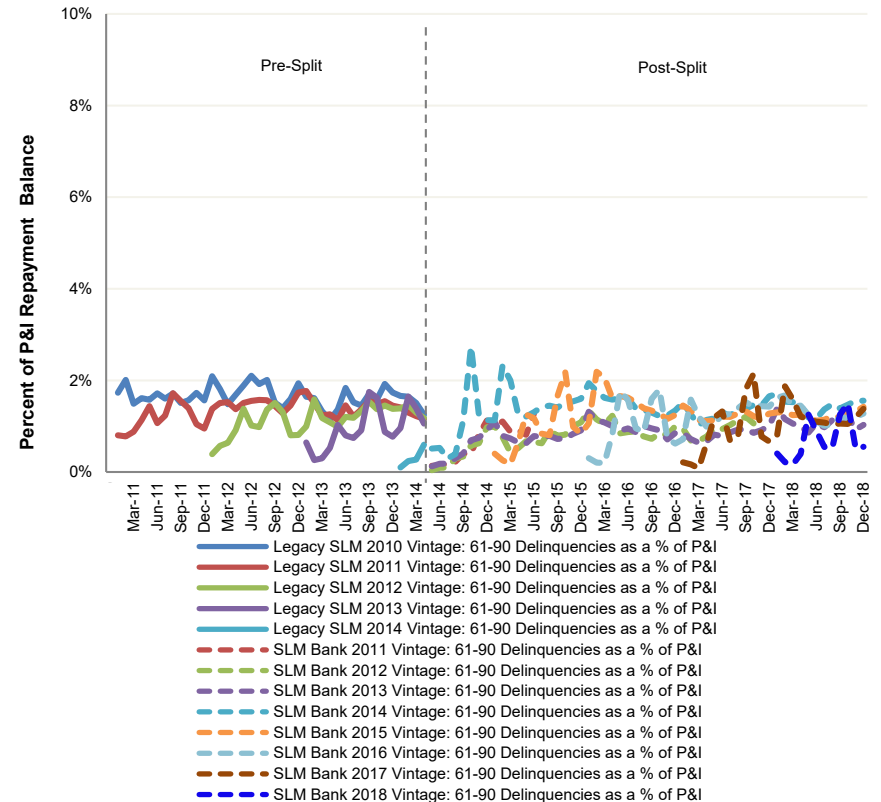 10%
Pre-Split
Post-Split
8%
6%
4%
2%
0%
Percent of P&I Repayment Balance
Mar-11
Jun-11
Sep-11
Dec-11
Mar-12
Jun-12
Sep-12
Dec-12
Mar-13
Jun-13
Sep-13
Dec-13
Mar-14
Jun-14
Sep-14
Dec-14
Mar-15
Jun-15
Sep-15
Dec-15
Mar-16
Jun-16
Sep-16
Dec-16
Mar-17
Jun-17
Sep-17
Dec-17
Mar-18
Jun-18
Sep-18
Dec-18
Legacy SLM 2010 Vintage: 61-90 Delinquencies as a % of P&I
Legacy SLM 2011 Vintage: 61-90 Delinquencies as a % of P&I
Legacy SLM 2012 Vintage: 61-90 Delinquencies as a % of P&I
Legacy SLM 2013 Vintage: 61-90 Delinquencies as a % of P&I
Legacy SLM 2014 Vintage: 61-90 Delinquencies as a % of P&I
SLM Bank 2011 Vintage: 61-90 Delinquencies as a % of P&I
SLM Bank 2012 Vintage: 61-90 Delinquencies as a % of P&I
SLM Bank 2013 Vintage: 61-90 Delinquencies as a % of P&I
SLM Bank 2014 Vintage: 61-90 Delinquencies as a % of P&I
SLM Bank 2015 Vintage: 61-90 Delinquencies as a % of P&I
SLM Bank 2016 Vintage: 61-90 Delinquencies as a % of P&I
SLM Bank 2017 Vintage: 61-90 Delinquencies as a % of P&I
SLM Bank 2018 Vintage: 61-90 Delinquencies as a % of P&I